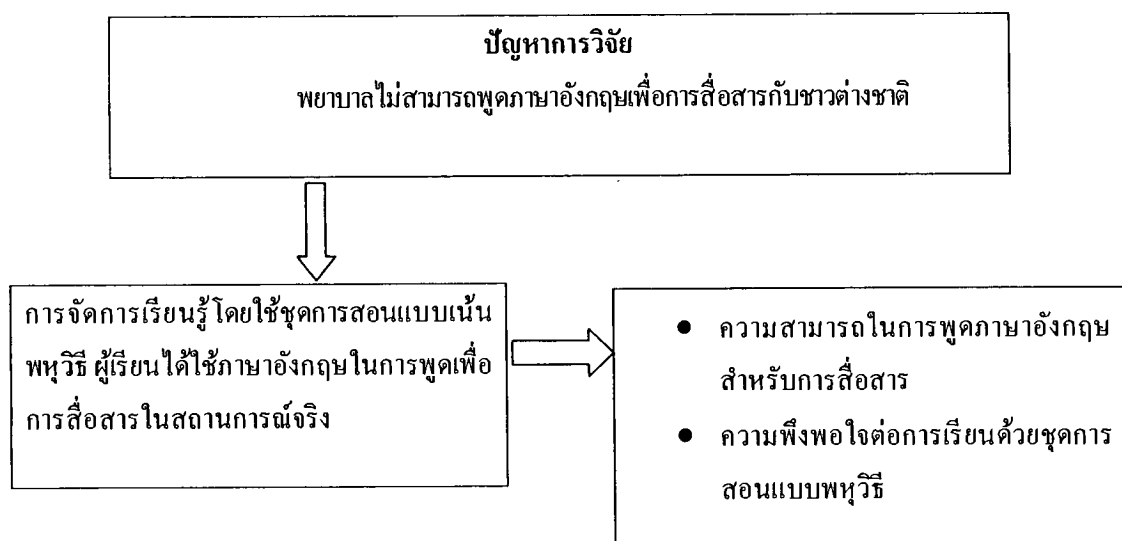 ปัญหาการวิจัย
พยาบาลไม่สามารถพูดภาษาอังกฤษเพื่อการสื่อสารกับชาวต่างชาติ
การจัดการเรียนรู้โดยใช้ชุดการสอนแบบเน้น
พหุวิธี ผู้เรียนได้ใช้ภาษาอังกฤษในการพูดเพื่อ
การสื่อสารในสถานการณ์จริง
● ความสามารถในการพูดภาษาอังกฤษ
สำหรับการสื่อสาร
● ความพึงพอใจต่อการเรียนด้วยชุดการ
สอนแบบพหุวิธี